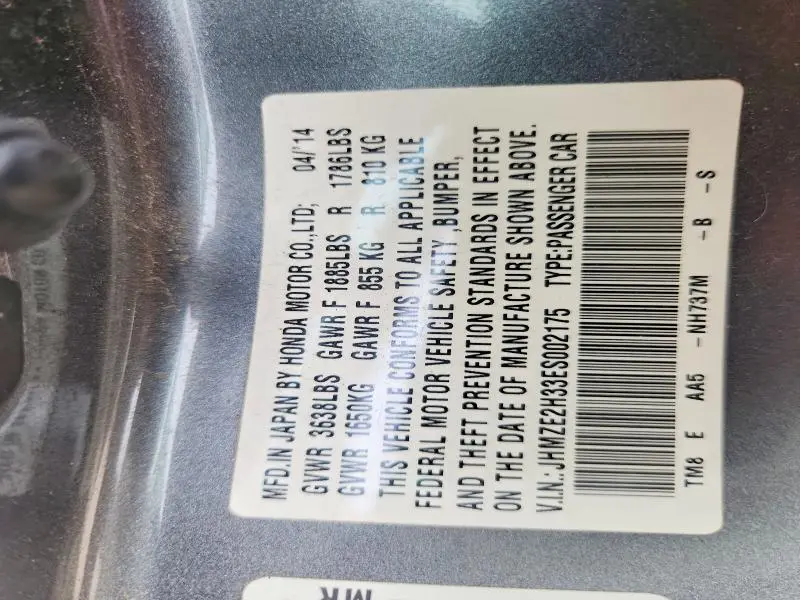 MFD.IN JAPAN BY HONDA MOTOR CO.,LTD; 04/'14
GVWR 3638LBS GAWR F 1885LBS R 1786LBS
GVWR 1650KG GAWR F 855 KG R 810 KG
THIS VEHICLE CONFORMS TO ALL APPLICABLE
FEDERAL MOTOR VEHICLE SAFETY ,BUMPER,
AND THEFT PREVENTION STANDARDS IN EFFECT
ON THE DATE OF MANUFACTURE SHOWN ABOVE.
V.I.N.:JHMZE2H33ES002175 TYPE:PASSENGER CAR
TM8 E AA5 -NH737M -B -S